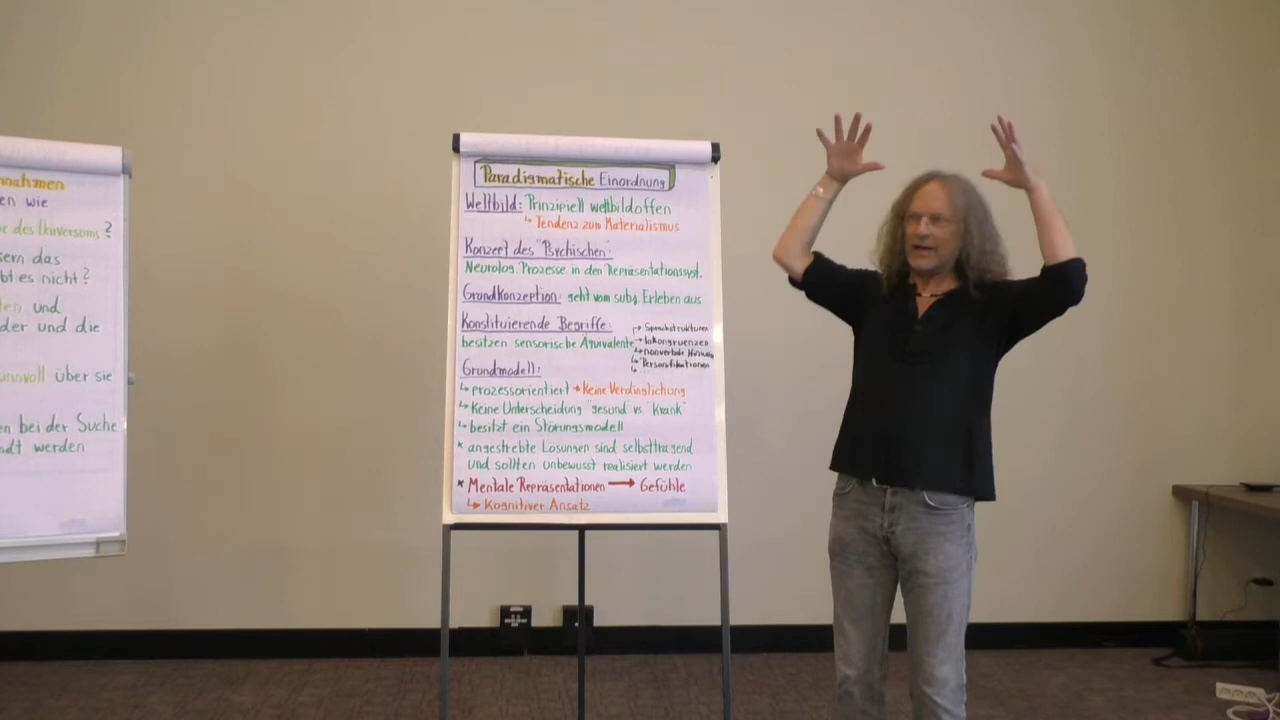 nahmen
en wie
e des Universums?
sern das
bt es nicht?
ten und
der und die
innvoll über sie
en bei der Suche
ndt werden
Paradigmatische Einordnung
Weltbild: Prinzipiell weltbildoffen
↳ Tendenz zum Materialismus
Konzept des "Psychischen":
Neurolog. Prozesse in den Repräsentationssyst.
Grundkonzeption: geht vom subj. Erleben aus
Konstituierende Begriffe:
besitzen sensorische Äquivalente
→ Sprachstrukturen
→ Inkongruenzen
↳ nonverbale
↳ Personifikationen
Grundmodell:
↳ prozessorientiert → Keine Verdinglichung
↳ Keine Unterscheidung "gesund" vs. "Krank"
↳ besitzt ein Störungsmodell
* angestrebte Lösungen sind selbsttragend
und sollten unbewusst realisiert werden
* Mentale Repräsentationen → Gefühle
↳ Kognitiver Ansatz